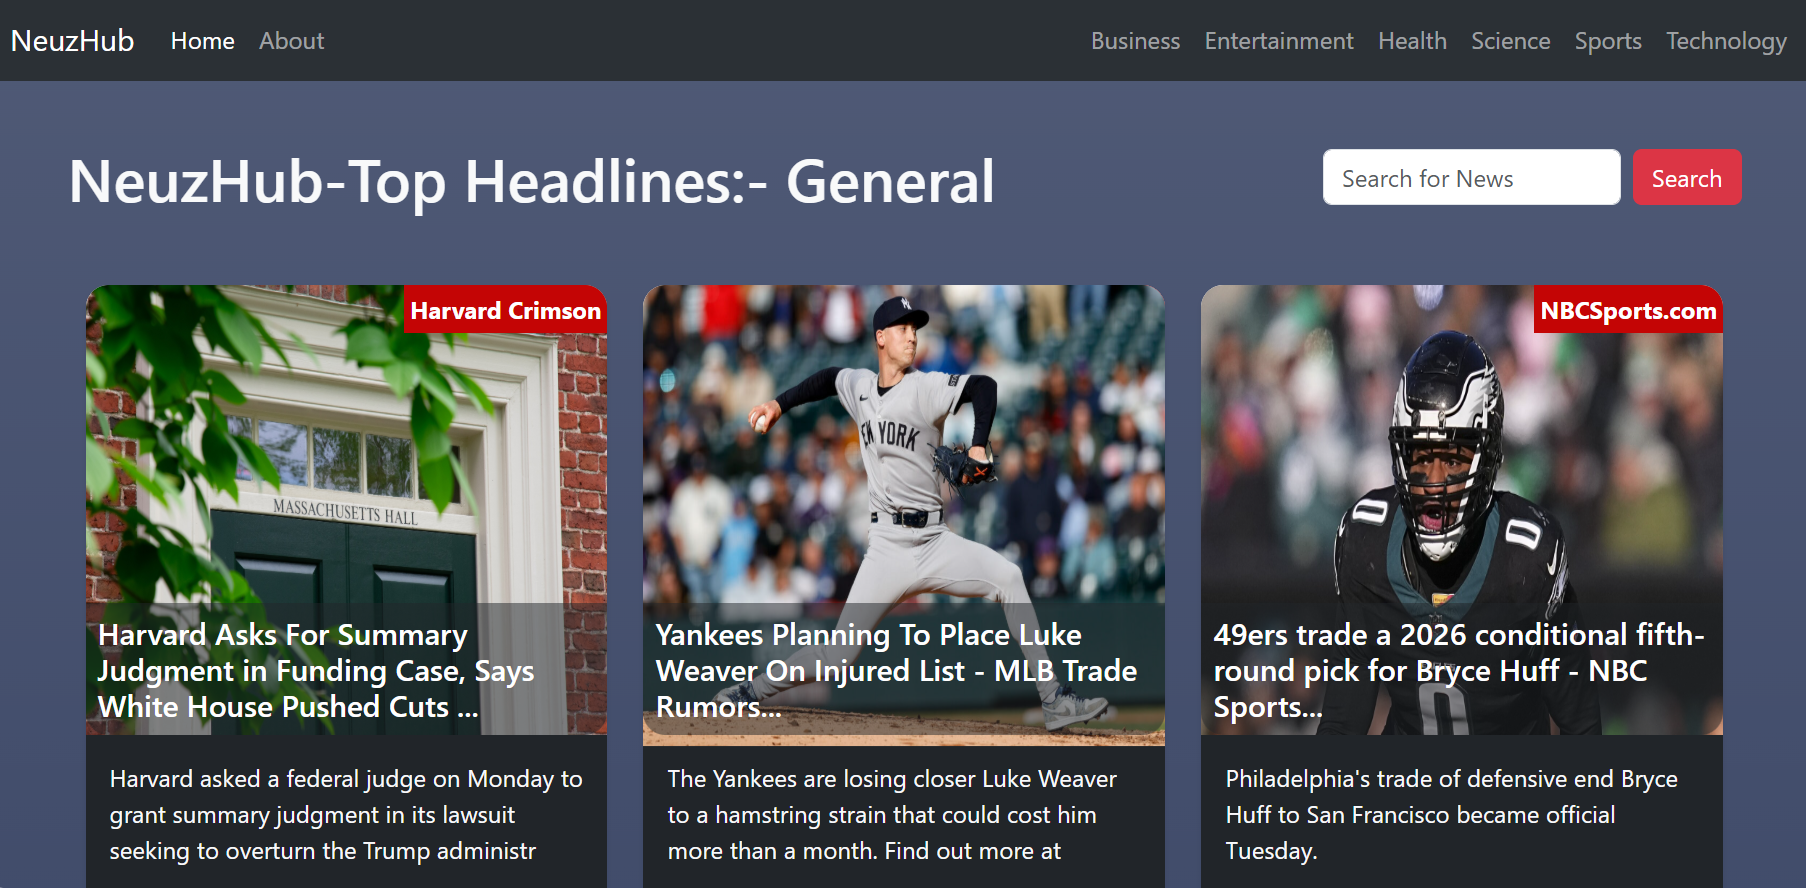 NeuzHub Home About Business Entertainment Health Science Sports Technology
NeuzHub-Top Headlines:- General
Search for News Search
Harvard Crimson
MASSACHUSETTS HALL
Harvard Asks For Summary
Judgment in Funding Case, Says
White House Pushed Cuts ...
Harvard asked a federal judge on Monday to
grant summary judgment in its lawsuit
seeking to overturn the Trump administr
NEW YORK
Yankees Planning To Place Luke
Weaver On Injured List - MLB Trade
Rumors...
The Yankees are losing closer Luke Weaver
to a hamstring strain that could cost him
more than a month. Find out more at
NBCSports.com
0 0
0
49ers trade a 2026 conditional fifth-
round pick for Bryce Huff - NBC
Sports...
Philadelphia's trade of defensive end Bryce
Huff to San Francisco became official
Tuesday.